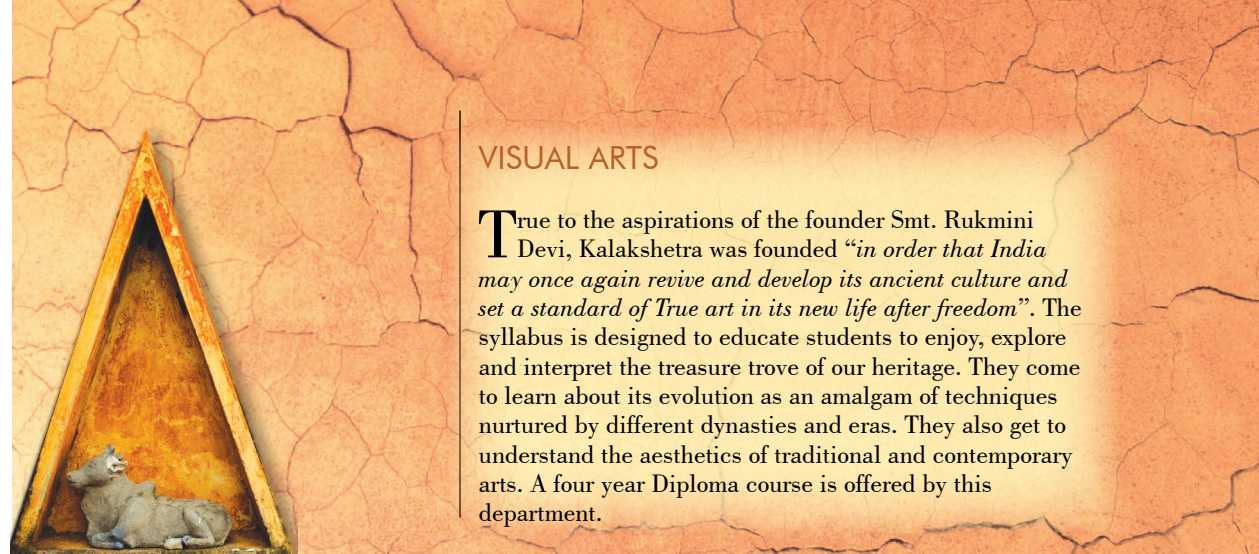 VISUAL ARTS
True to the aspirations of the founder Smt. Rukmini
Devi, Kalakshetra was founded “in order that India
may once again revive and develop its ancient culture and
set a standard of True art in its new life after freedom”. The
syllabus is designed to educate students to enjoy, explore
and interpret the treasure trove of our heritage. They come
to learn about its evolution as an amalgam of techniques
nurtured by different dynasties and eras. They also get to
understand the aesthetics of traditional and contemporary
arts. A four year Diploma course is offered by this
department.